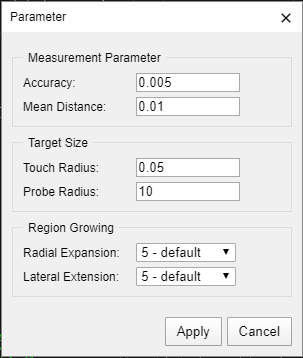 Parameter
Measurement Parameter
Accuracy: 0.005
Mean Distance: 0.01
Target Size
Touch Radius: 0.05
Probe Radius: 10
Region Growing
Radial Expansion: 5 - default
Lateral Extension: 5 - default
Apply Cancel